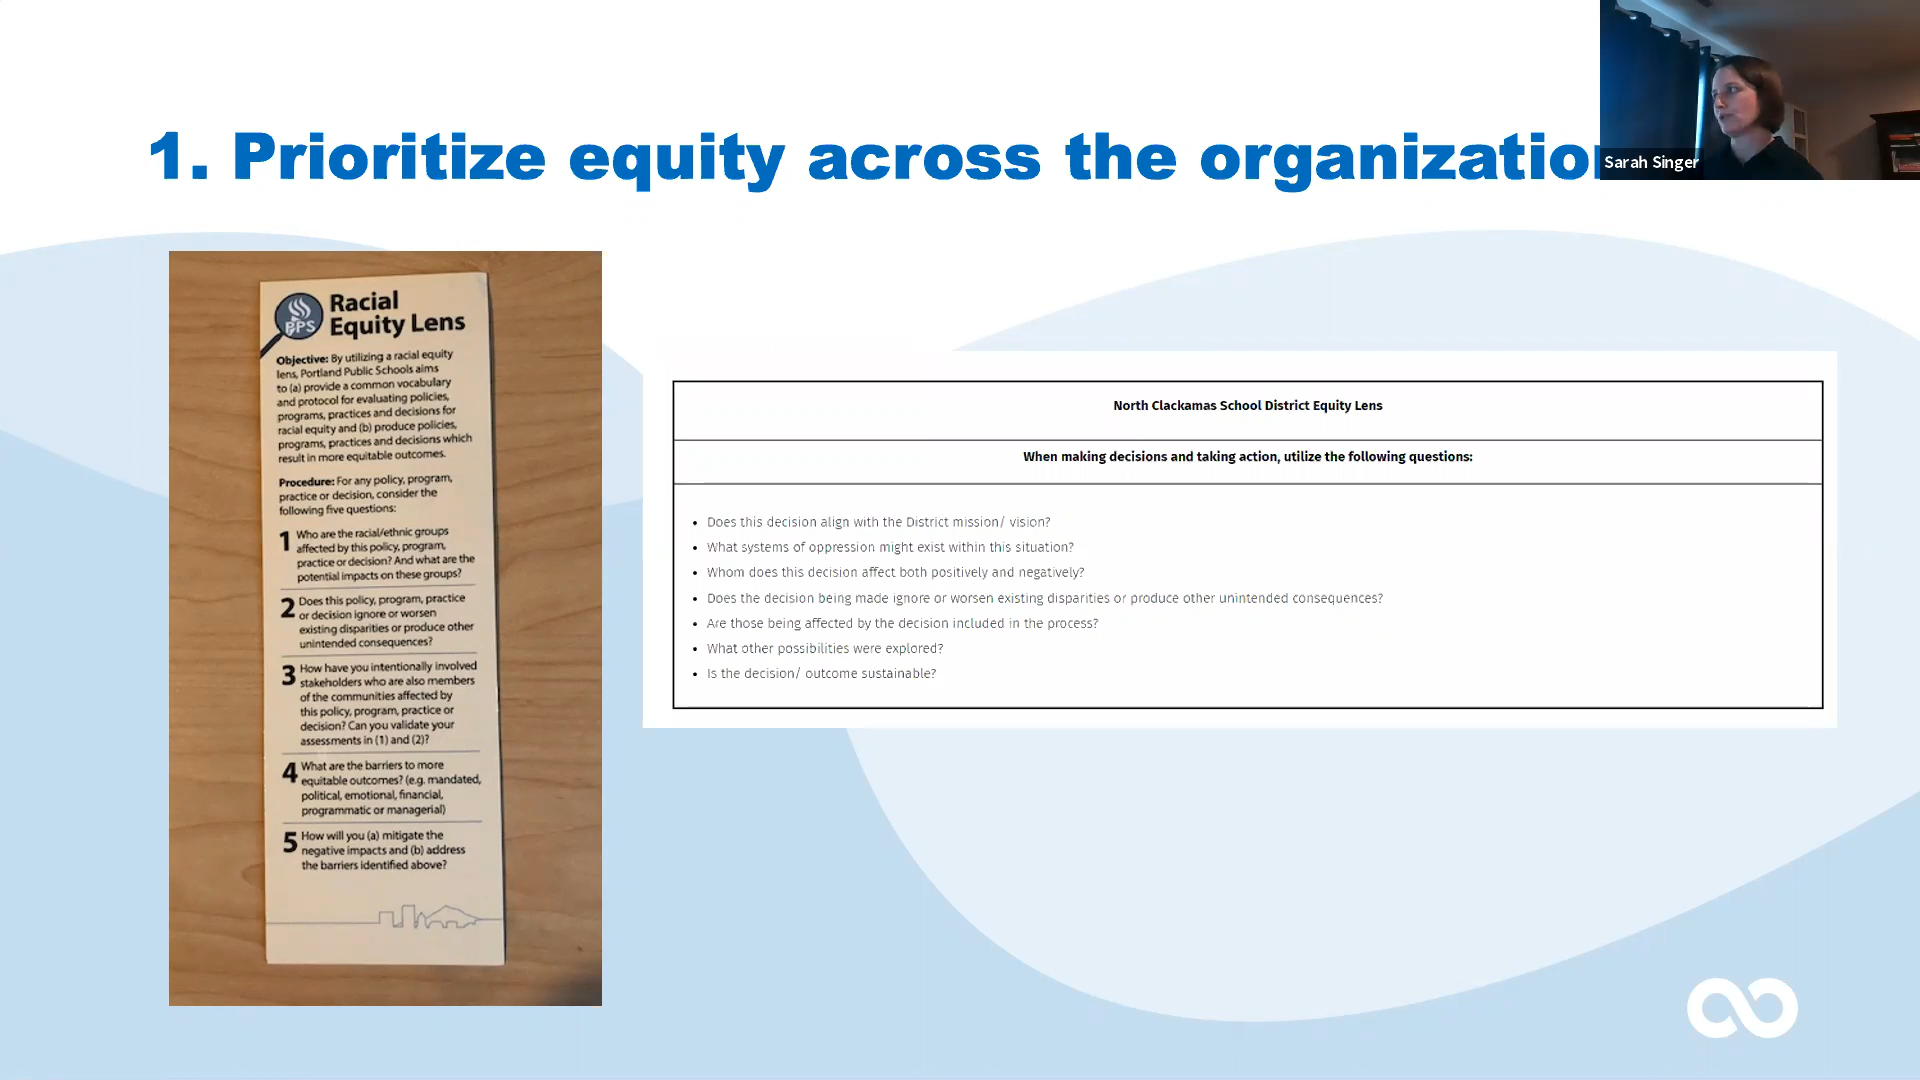 1. Prioritize equity across the organizatio
Sarah Singer
PPS
Racial
Equity Lens
Objective: By utilizing a racial equity
lens, Portland Public Schools aims
to (a) provide a common vocabulary
and protocol for evaluating policies,
programs, practices and decisions for
racial equity and (b) produce policies,
programs, practices and decisions which
result in more equitable outcomes.
Procedure: For any policy, program,
practice or decision, consider the
following five questions:
1 Who are the racial/ethnic groups
affected by this policy, program,
practice or decision? And what are the
potential impacts on these groups?
2 Does this policy, program, practice
or decision ignore or worsen
existing disparities or produce other
unintended consequences?
3 How have you intentionally involved
stakeholders who are also members
of the communities affected by
this policy, program, practice or
decision? Can you validate your
assessments in (1) and (2)?
4 What are the barriers to more
equitable outcomes? (e.g. mandated,
political, emotional, financial,
programmatic or managerial)
5 How will you (a) mitigate the
negative impacts and (b) address
the barriers identified above?
North Clackamas School District Equity Lens
When making decisions and taking action, utilize the following questions:
• Does this decision align with the District mission/ vision?
• What systems of oppression might exist within this situation?
• Whom does this decision affect both positively and negatively?
• Does the decision being made ignore or worsen existing disparities or produce other unintended consequences?
• Are those being affected by the decision included in the process?
• What other possibilities were explored?
• Is the decision/ outcome sustainable?